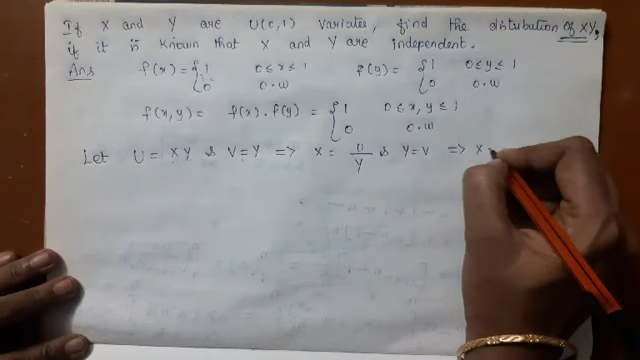 If X and Y are U(0,1) variates, find the distribution of XY,
if it is known that X and Y are independent.
Ans f(x) = { 1 0 ≤ x ≤ 1 f(y) = { 1 0 ≤ y ≤ 1
0 o.w 0 o.w
f(x,y) = f(x). f(y) = { 1 0 ≤ x, y ≤ 1
0 o.w
Let U = XY & V = Y => X = U/Y & Y = V => X